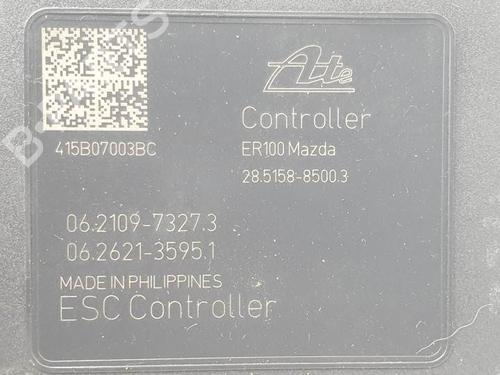 Ate
Controller
415B07003BC
ER100 Mazda
28.5158-8500.3
06.2109-7327.3
06.2621-3595.1
MADE IN PHILIPPINES
ESC Controller